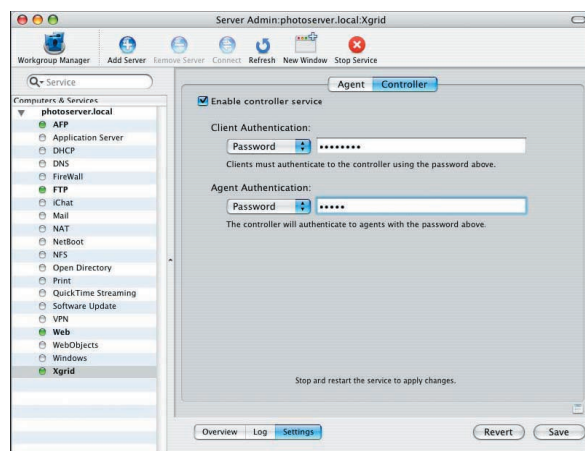 Server Admin:photoserver.local:Xgrid
Workgroup Manager Add Server Remove Server Connect Refresh New Window Stop Service
Service
Computers & Services
photoserver.local
AFP
Application Server
DHCP
DNS
FireWall
FTP
iChat
Mail
NAT
NetBoot
NFS
Open Directory
Print
QuickTime Streaming
Software Update
VPN
Web
WebObjects
Windows
Xgrid
Agent Controller
Enable controller service
Client Authentication:
Password ••••••••
Clients must authenticate to the controller using the password above.
Agent Authentication:
Password •••••
The controller will authenticate to agents with the password above.
Stop and restart the service to apply changes.
Overview Log Settings
Revert Save